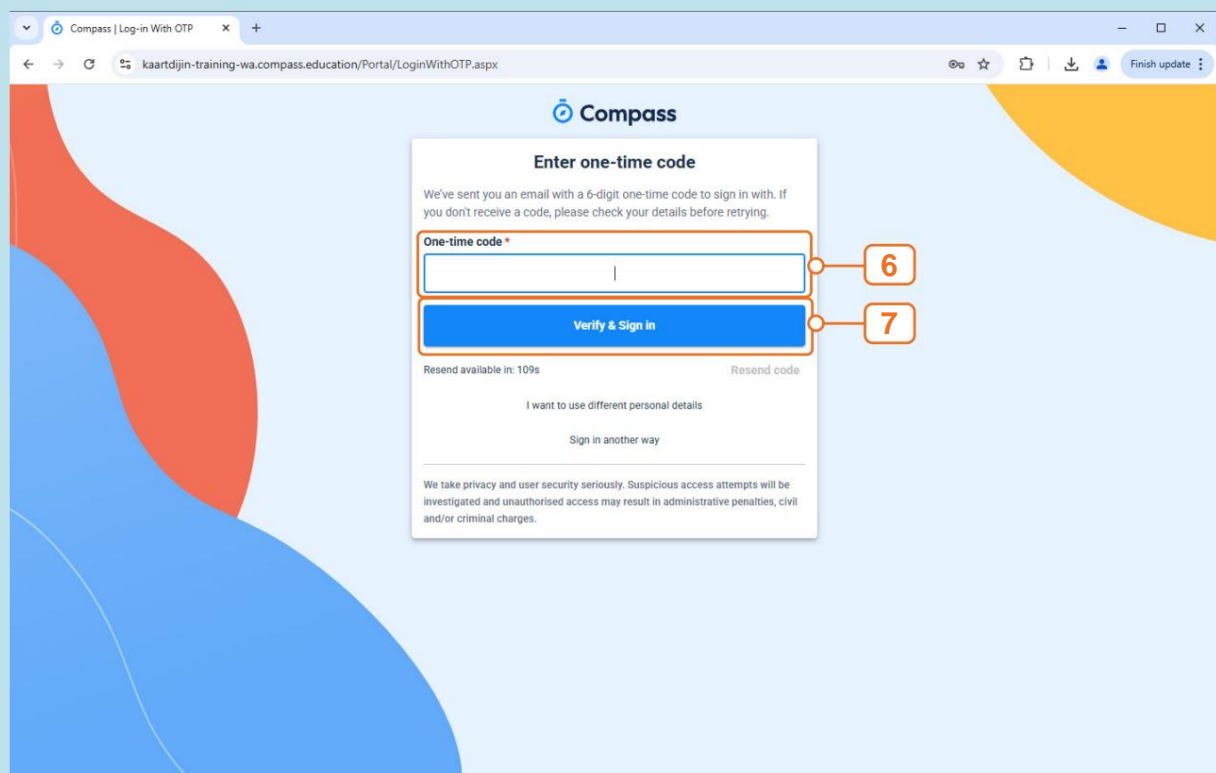 Compass | Log-in With OTP
kaartdijin-training-wa.compass.education/Portal/LoginWithOTP.aspx
Finish update
Compass
Enter one-time code
We've sent you an email with a 6-digit one-time code to sign in with. If
you don't receive a code, please check your details before retrying.
One-time code *
6
Verify & Sign in
7
Resend available in: 109s
Resend code
I want to use different personal details
Sign in another way
We take privacy and user security seriously. Suspicious access attempts will be
investigated and unauthorised access may result in administrative penalties, civil
and/or criminal charges.